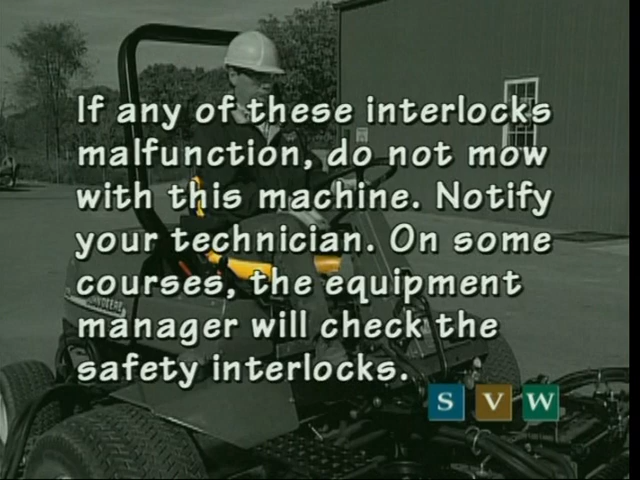 If any of these interlocks
malfunction, do not mow
with this machine. Notify
your technician. On some
courses, the equipment
manager will check the
safety interlocks.
S V W